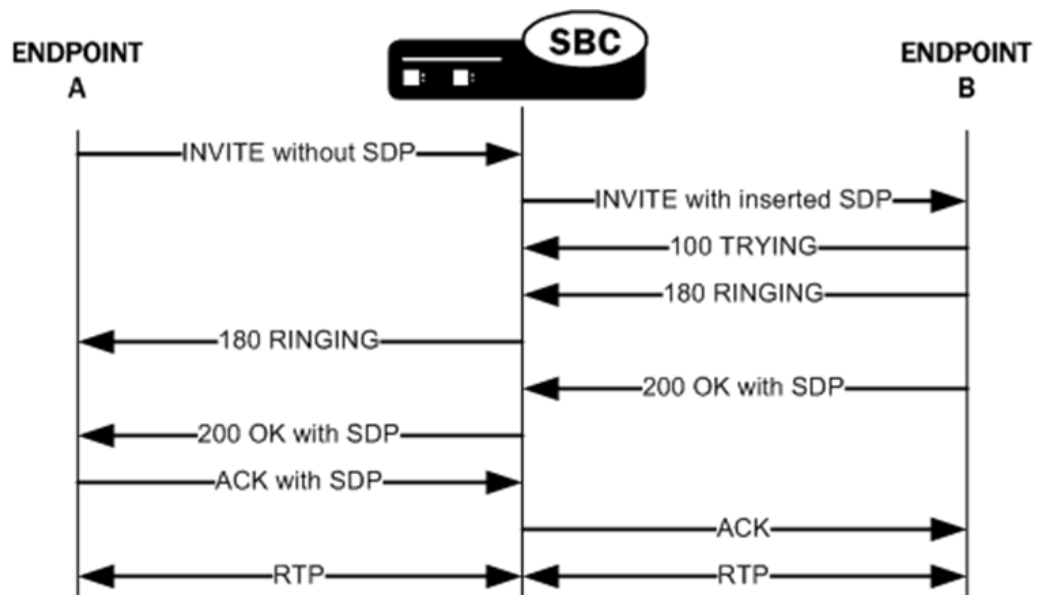 ENDPOINT
A
SBC
ENDPOINT
B
INVITE without SDP
INVITE with inserted SDP
100 TRYING
180 RINGING
180 RINGING
200 OK with SDP
200 OK with SDP
ACK with SDP
ACK
RTP
RTP